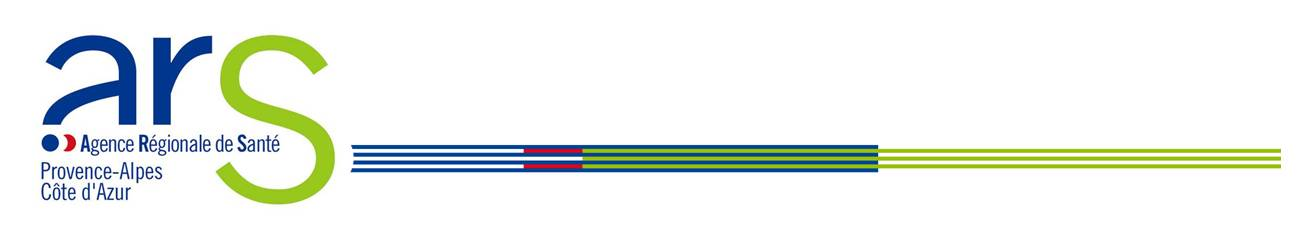 ars
Agence Régionale de Santé
Provence-Alpes
Côte d'Azur